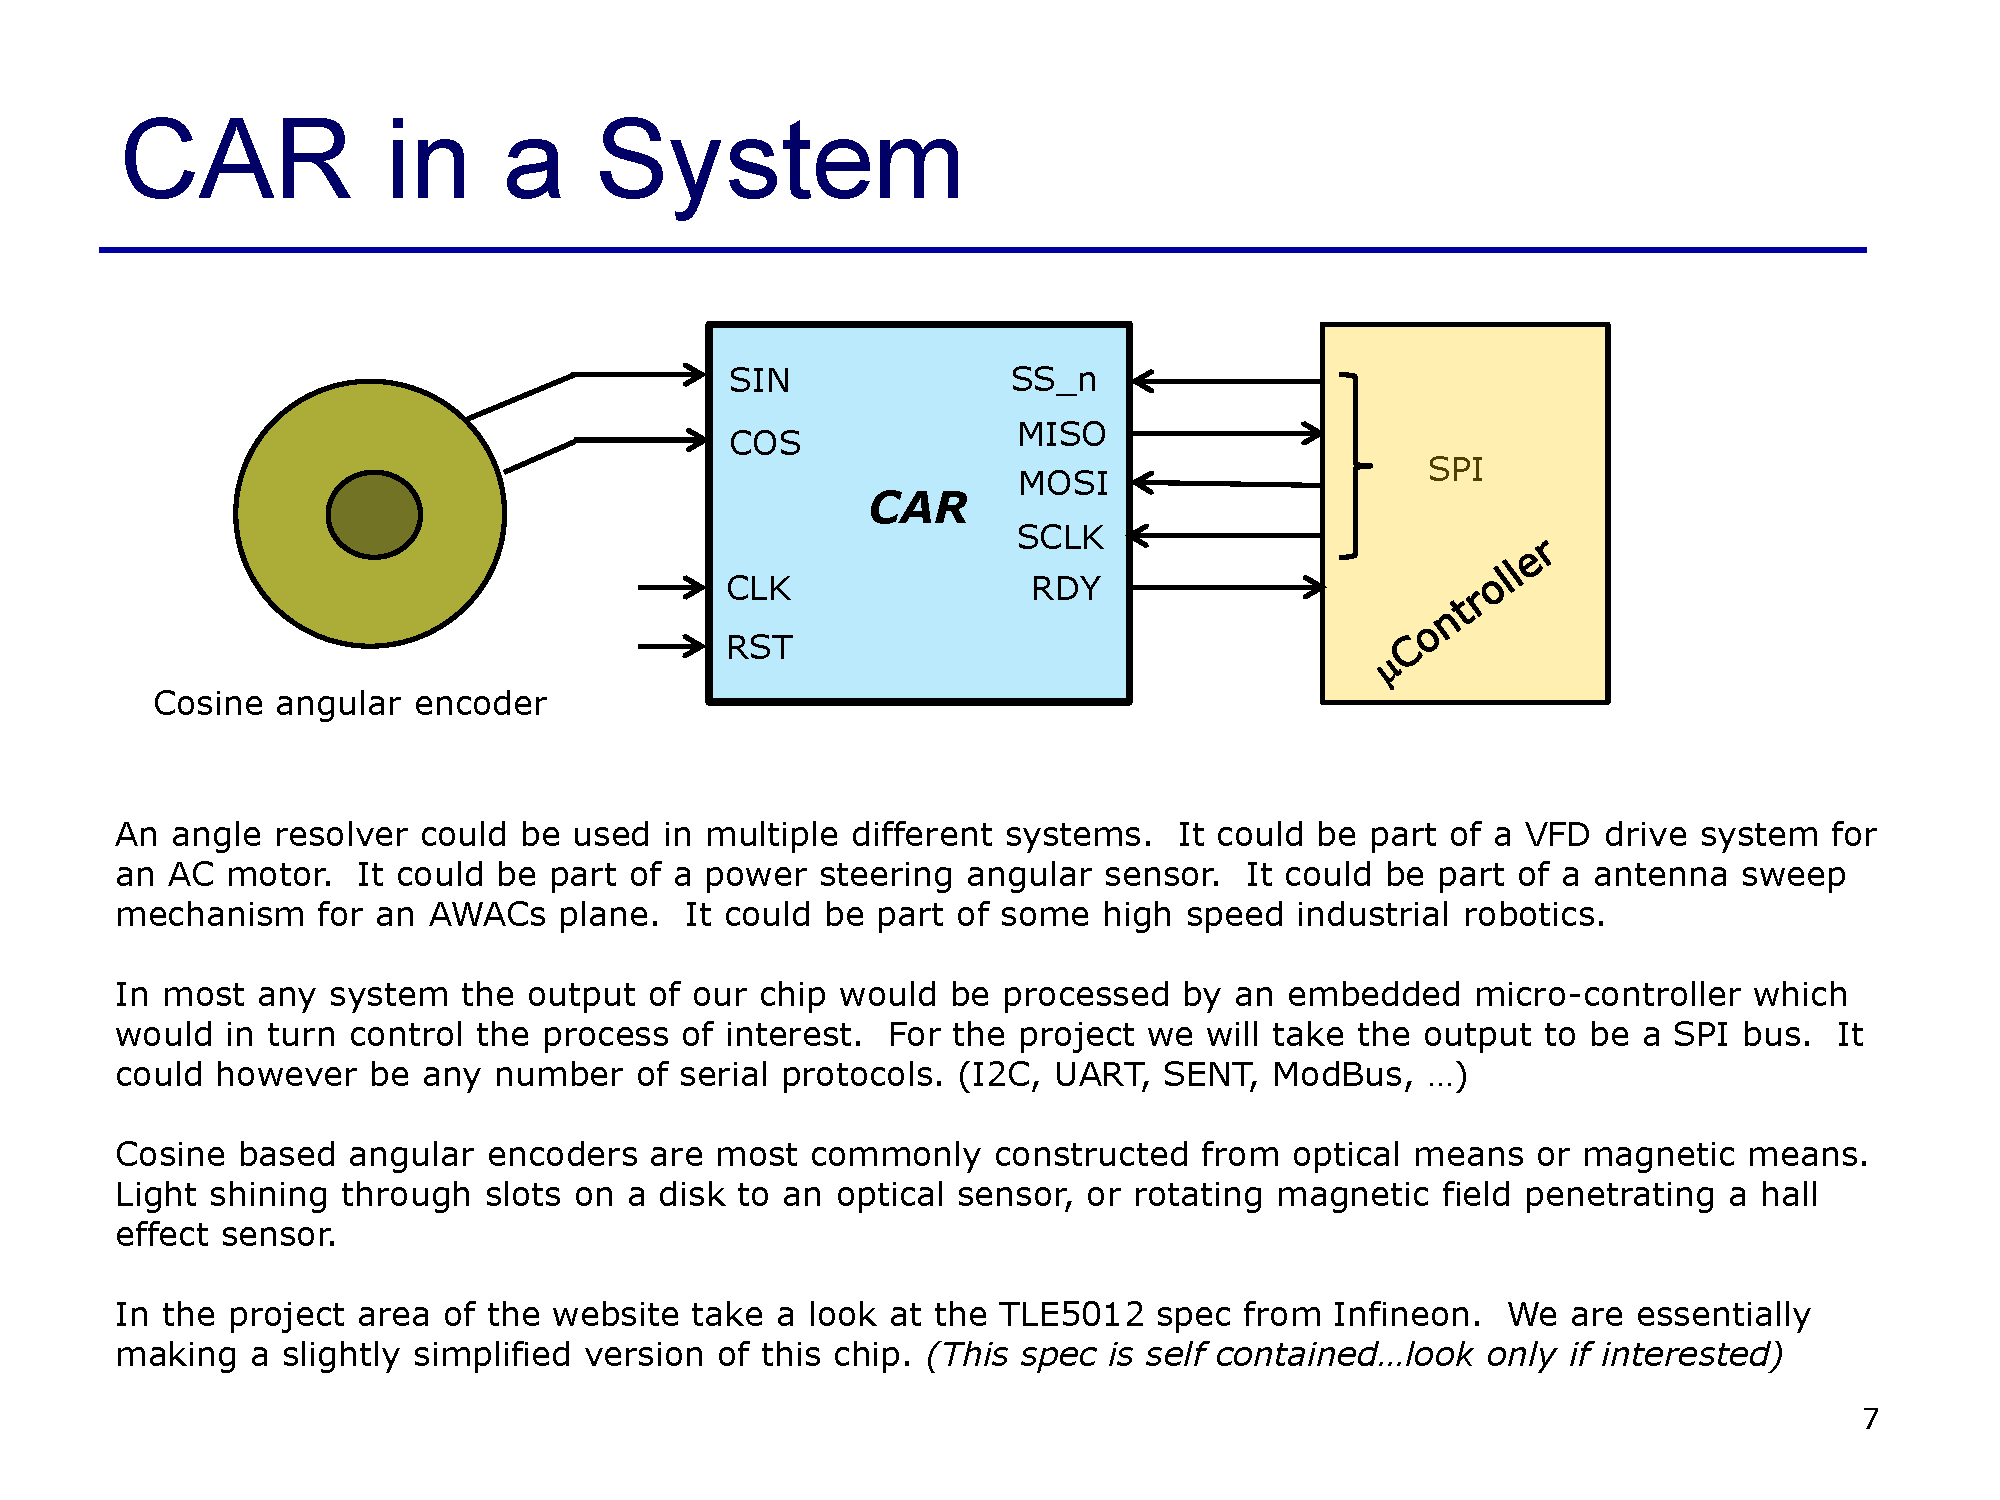 CAR in a System
SIN
COS
CLK
RST
CAR
SS_n
MISO
MOSI
SCLK
RDY
SPI
µController
Cosine angular encoder
An angle resolver could be used in multiple different systems. It could be part of a VFD drive system for
an AC motor. It could be part of a power steering angular sensor. It could be part of a antenna sweep
mechanism for an AWACs plane. It could be part of some high speed industrial robotics.
In most any system the output of our chip would be processed by an embedded micro-controller which
would in turn control the process of interest. For the project we will take the output to be a SPI bus. It
could however be any number of serial protocols. (I2C, UART, SENT, ModBus, …)
Cosine based angular encoders are most commonly constructed from optical means or magnetic means.
Light shining through slots on a disk to an optical sensor, or rotating magnetic field penetrating a hall
effect sensor.
In the project area of the website take a look at the TLE5012 spec from Infineon. We are essentially
making a slightly simplified version of this chip. (This spec is self contained…look only if interested)
7